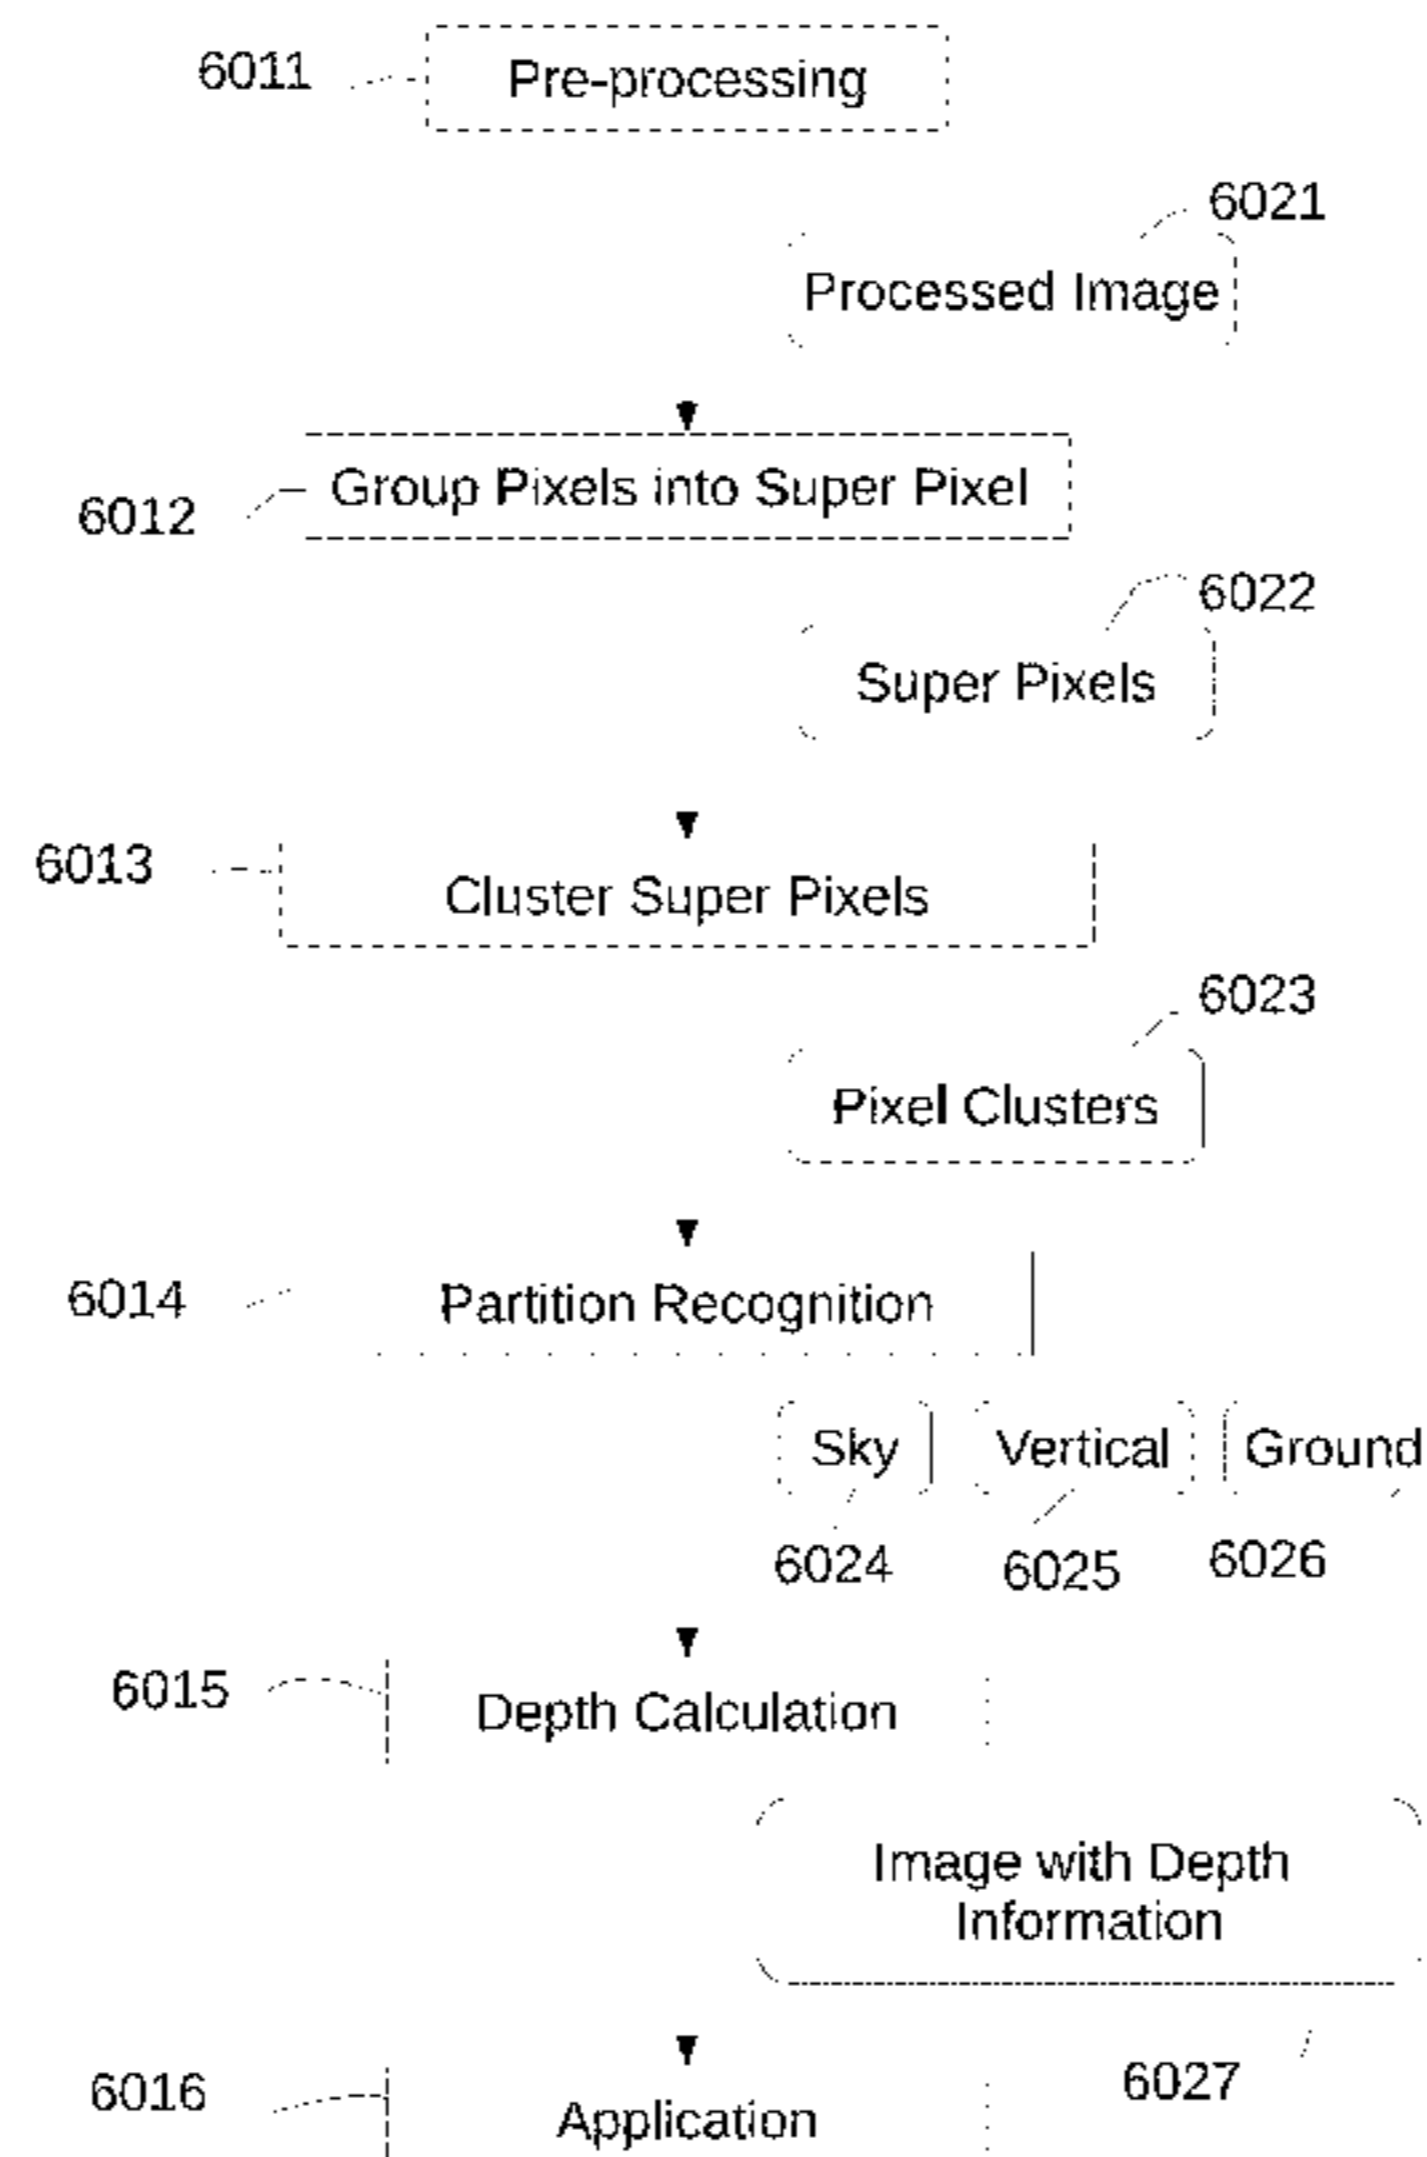 6011
Pre-processing
6021
Processed Image
Group Pixels into Super Pixel
6012
6022
Super Pixels
6013
Cluster Super Pixels
6023
Pixel Clusters
6014
Partition Recognition
Sky
Vertical
Ground
6024
6025
6026
6015
Depth Calculation
Image with Depth
Information
6027
6016
Application